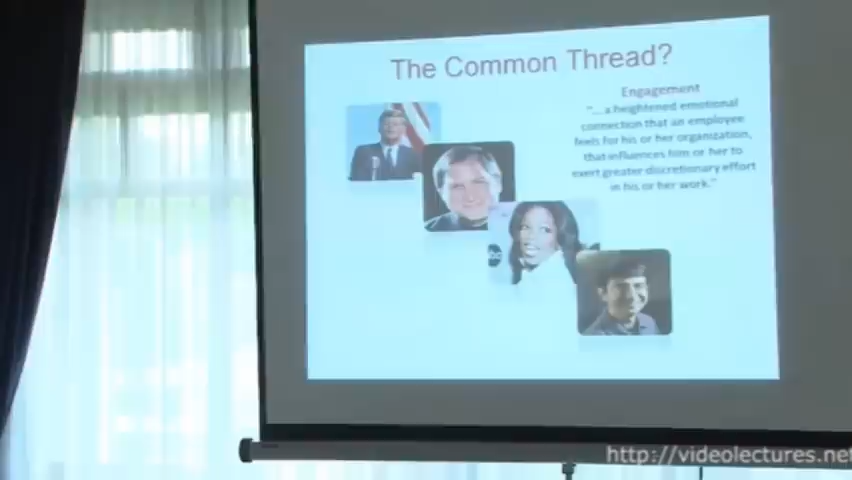 The Common Thread?
Engagement
"... a heightened emotional
connection that an employee
feels for his or her organization,
that influences him or her to
exert greater discretionary effort
in his or her work."
abc
http://videolectures.net